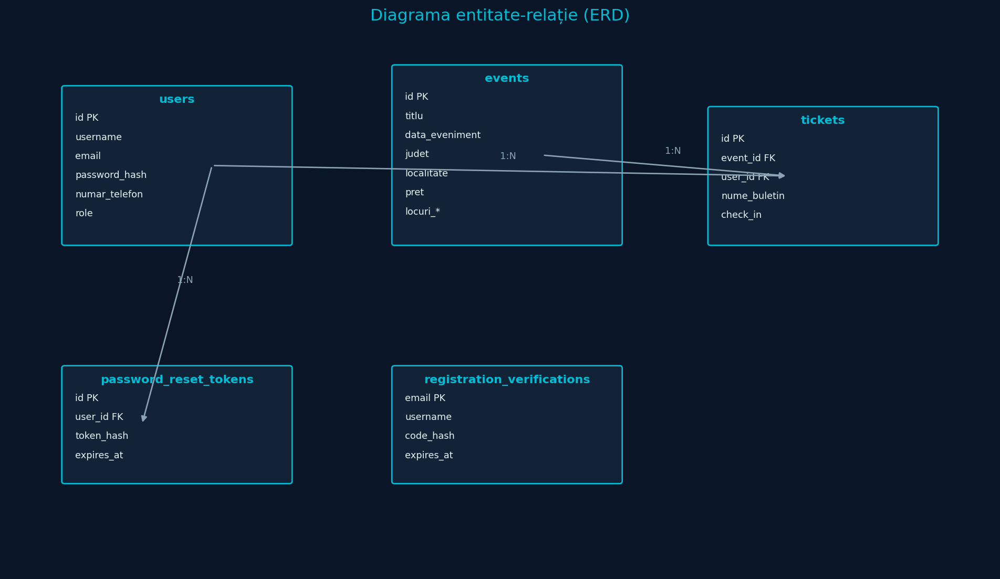 Diagrama entitate-relație (ERD)
users
id PK
username
email
password_hash
numar_telefon
role
events
id PK
titlu
data_eveniment
judet
localitate
pret
locuri_*
1:N
1:N
tickets
id PK
event_id FK
user_id FK
nume_buletin
check_in
1:N
password_reset_tokens
id PK
user_id FK
token_hash
expires_at
registration_verifications
email PK
username
code_hash
expires_at